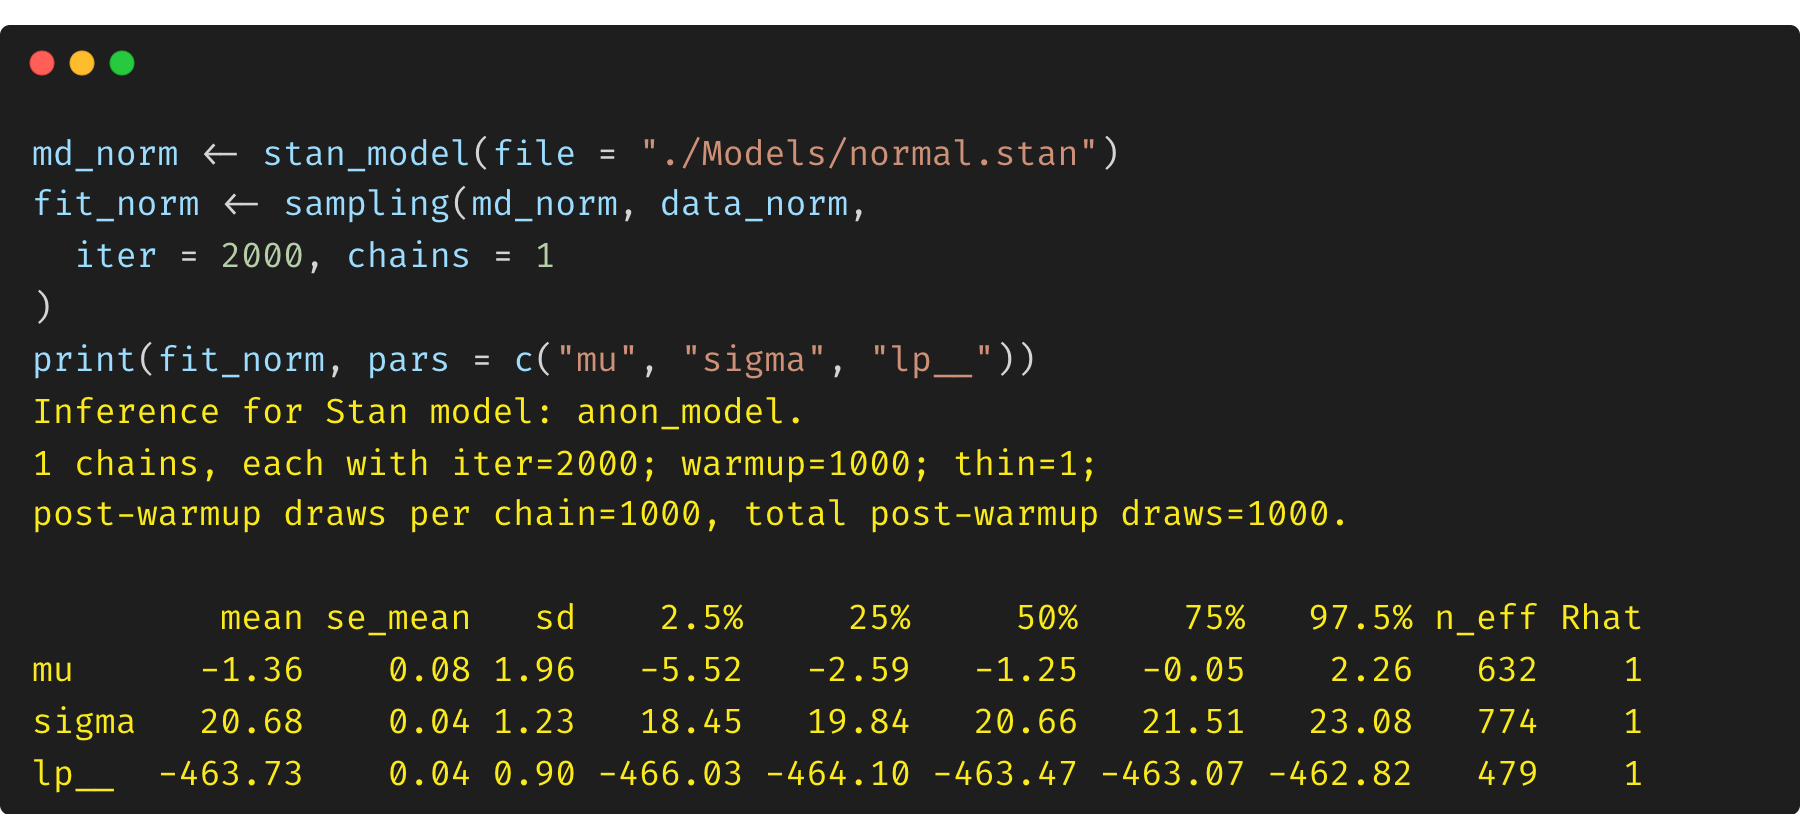 md_norm <- stan_model(file = "./Models/normal.stan")
fit_norm <- sampling(md_norm, data_norm,
  iter = 2000, chains = 1
)
print(fit_norm, pars = c("mu", "sigma", "lp__"))
Inference for Stan model: anon_model.
1 chains, each with iter=2000; warmup=1000; thin=1;
post-warmup draws per chain=1000, total post-warmup draws=1000.

         mean se_mean   sd    2.5%     25%     50%     75%   97.5% n_eff Rhat
mu      -1.36    0.08 1.96   -5.52   -2.59   -1.25   -0.05    2.26   632    1
sigma   20.68    0.04 1.23   18.45   19.84   20.66   21.51   23.08   774    1
lp__  -463.73    0.04 0.90 -466.03 -464.10 -463.47 -463.07 -462.82   479    1